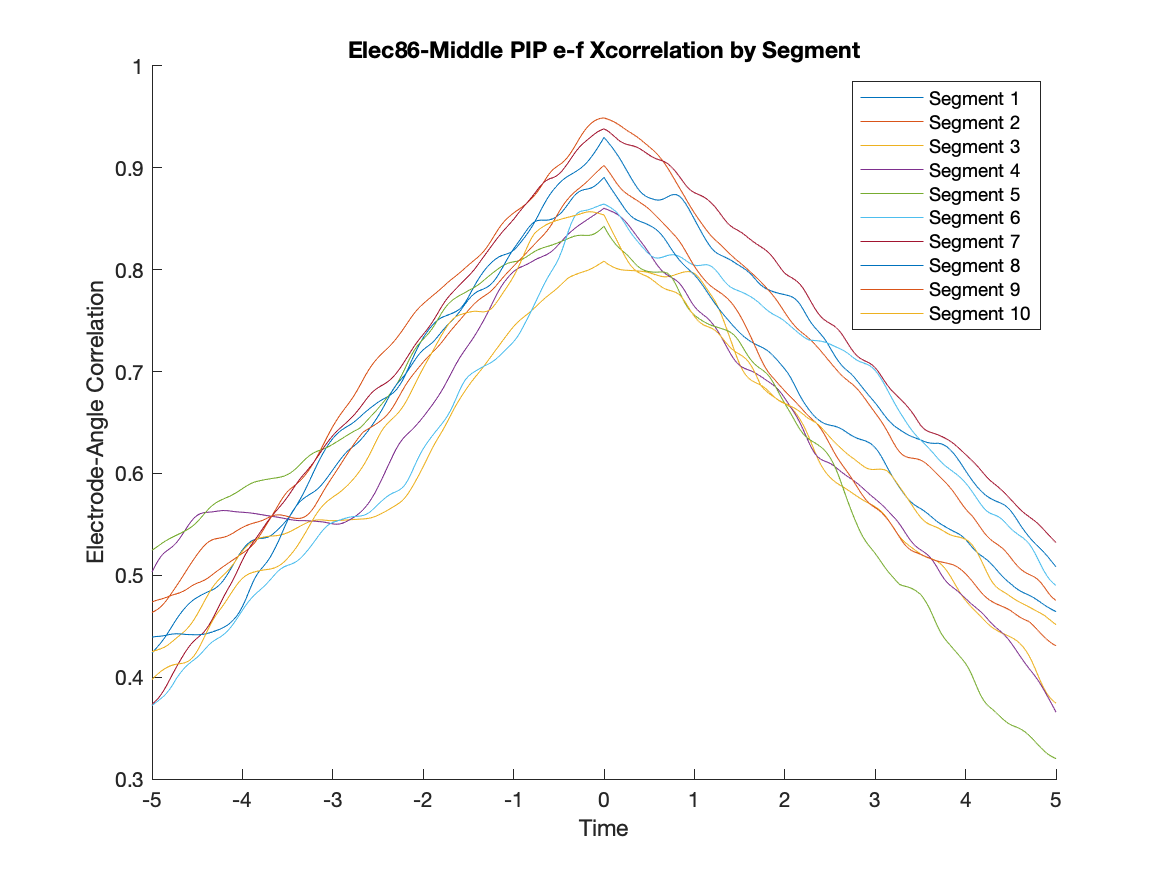 Elec86-Middle PIP e-f Xcorrelation by Segment
1
0.9
0.8
0.7
0.6
0.5
0.4
0.3
Electrode-Angle Correlation
Segment 1
Segment 2
Segment 3
Segment 4
Segment 5
Segment 6
Segment 7
Segment 8
Segment 9
Segment 10
-5 -4 -3 -2 -1 0 1 2 3 4 5
Time